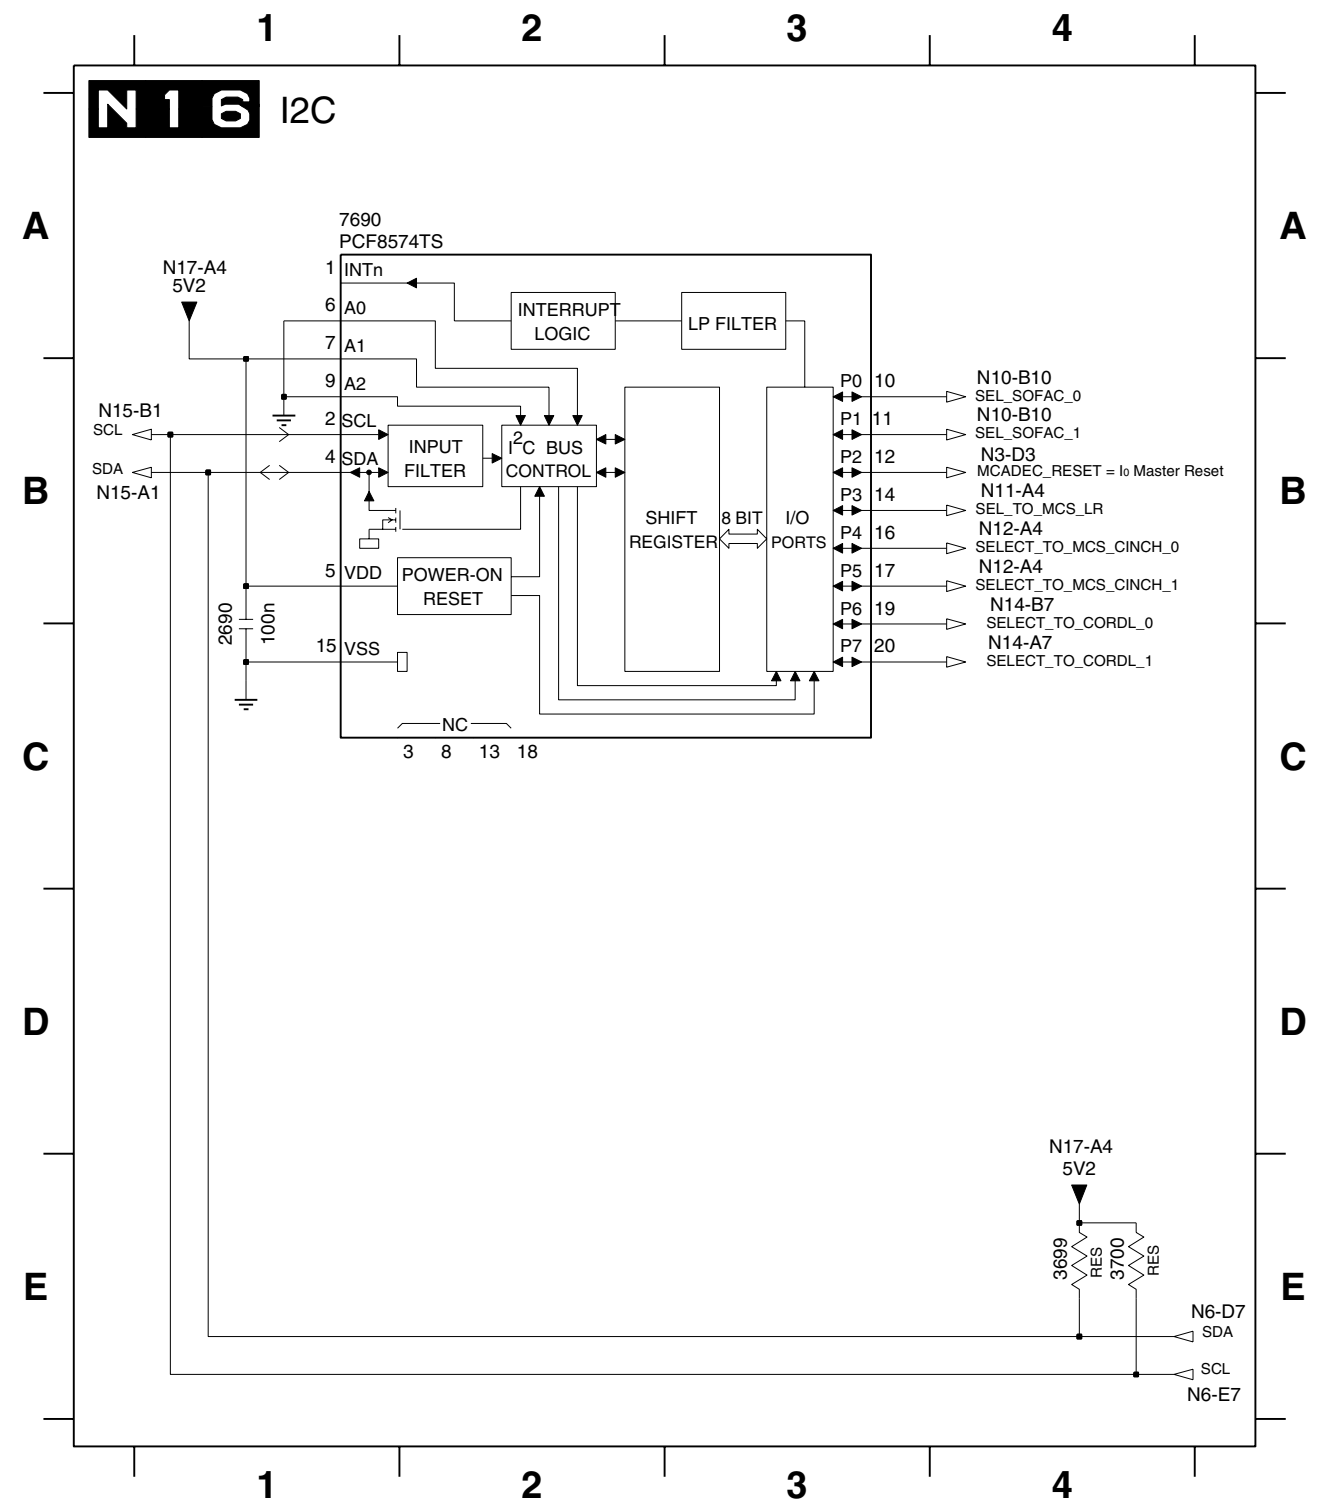 1 2 3 4
N16 I2C
A A
7690
PCF8574TS
N17-A4
5V2
1 INTn
6 A0
7 A1
9 A2
2 SCL
4 SDA
5 VDD
15 VSS
INTERRUPT
LOGIC
LP FILTER
N15-B1
SCL
SDA
N15-A1
B B
INPUT
FILTER
I2C BUS
CONTROL
POWER-ON
RESET
SHIFT
REGISTER
8 BIT
I/O
PORTS
P0 10
N10-B10
SEL_SOFAC_0
P1 11
N10-B10
SEL_SOFAC_1
P2 12
N3-D3
MCADEC_RESET = I0 Master Reset
P3 14
N11-A4
SEL_TO_MCS_LR
P4 16
N12-A4
SELECT_TO_MCS_CINCH_0
P5 17
N12-A4
SELECT_TO_MCS_CINCH_1
P6 19
N14-B7
SELECT_TO_CORDL_0
P7 20
N14-A7
SELECT_TO_CORDL_1
2690
100n
NC
3 8 13 18
C C
D D
N17-A4
5V2
3699
RES
3700
RES
E E
N6-D7
SDA
SCL
N6-E7
1 2 3 4